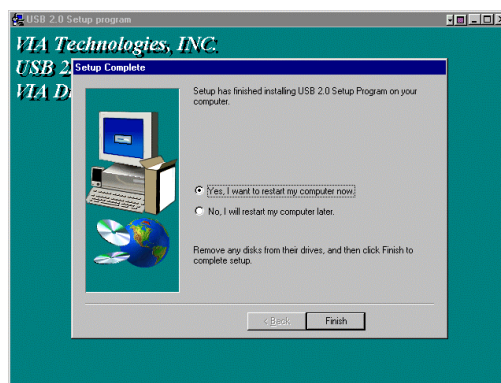 USB 2.0 Setup program
VIA Technologies, INC.
USB 2
VIA D
Setup Complete
Setup has finished installing USB 2.0 Setup Program on your
computer.
Yes, I want to restart my computer now.
No, I will restart my computer later.
Remove any disks from their drives, and then click Finish to
complete setup.
< Back
Finish